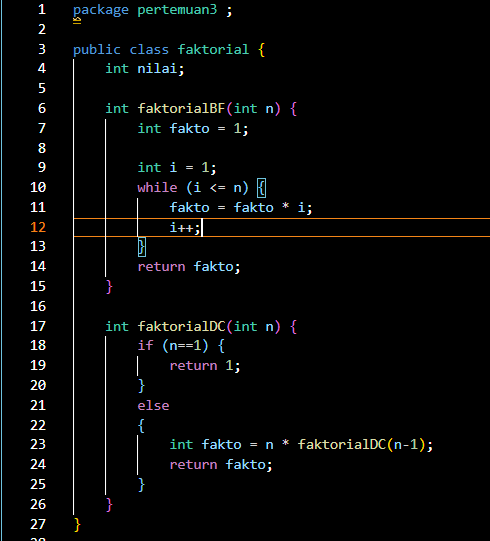 1 package pertemuan3 ;
2
3 public class faktorial {
4     int nilai;
5
6     int faktorialBF(int n) {
7         int fakto = 1;
8
9         int i = 1;
10         while (i <= n) {
11             fakto = fakto * i;
12             i++;
13         }
14         return fakto;
15     }
16
17     int faktorialDC(int n) {
18         if (n==1) {
19             return 1;
20         }
21         else
22         {
23             int fakto = n * faktorialDC(n-1);
24             return fakto;
25         }
26     }
27 }